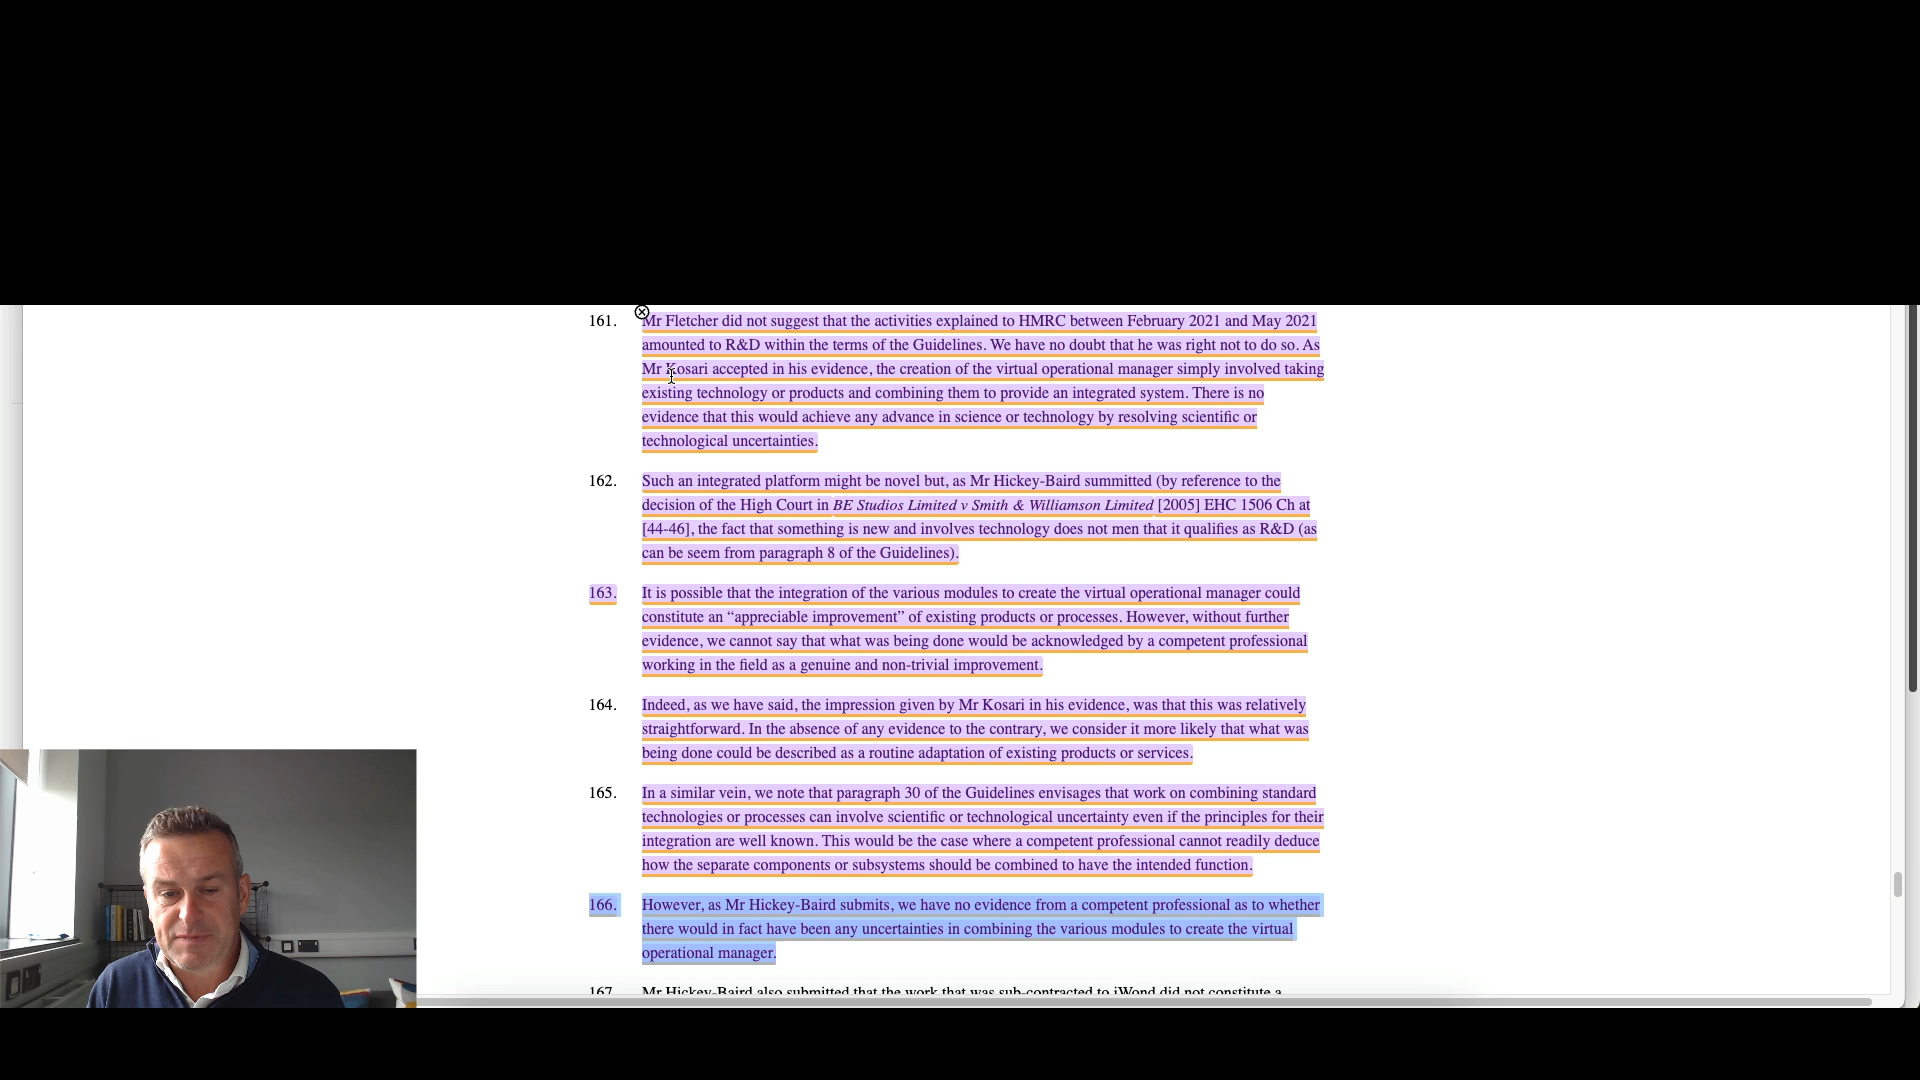 161. Mr Fletcher did not suggest that the activities explained to HMRC between February 2021 and May 2021
amounted to R&D within the terms of the Guidelines. We have no doubt that he was right not to do so. As
Mr Kosari accepted in his evidence, the creation of the virtual operational manager simply involved taking
existing technology or products and combining them to provide an integrated system. There is no
evidence that this would achieve any advance in science or technology by resolving scientific or
technological uncertainties.
162. Such an integrated platform might be novel but, as Mr Hickey-Baird summitted (by reference to the
decision of the High Court in BE Studios Limited v Smith & Williamson Limited [2005] EHC 1506 Ch at
[44-46], the fact that something is new and involves technology does not men that it qualifies as R&D (as
can be seem from paragraph 8 of the Guidelines).
163. It is possible that the integration of the various modules to create the virtual operational manager could
constitute an “appreciable improvement” of existing products or processes. However, without further
evidence, we cannot say that what was being done would be acknowledged by a competent professional
working in the field as a genuine and non-trivial improvement.
164. Indeed, as we have said, the impression given by Mr Kosari in his evidence, was that this was relatively
straightforward. In the absence of any evidence to the contrary, we consider it more likely that what was
being done could be described as a routine adaptation of existing products or services.
165. In a similar vein, we note that paragraph 30 of the Guidelines envisages that work on combining standard
technologies or processes can involve scientific or technological uncertainty even if the principles for their
integration are well known. This would be the case where a competent professional cannot readily deduce
how the separate components or subsystems should be combined to have the intended function.
166. However, as Mr Hickey-Baird submits, we have no evidence from a competent professional as to whether
there would in fact have been any uncertainties in combining the various modules to create the virtual
operational manager.
167. Mr Hickey-Baird also submitted that the work that was sub-contracted to iWond did not constitute a